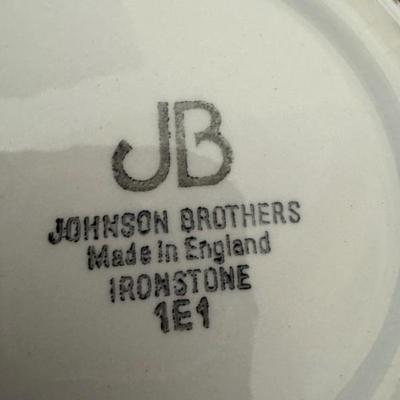 JB
JOHNSON BROTHERS
Made in England
IRONSTONE
1E1